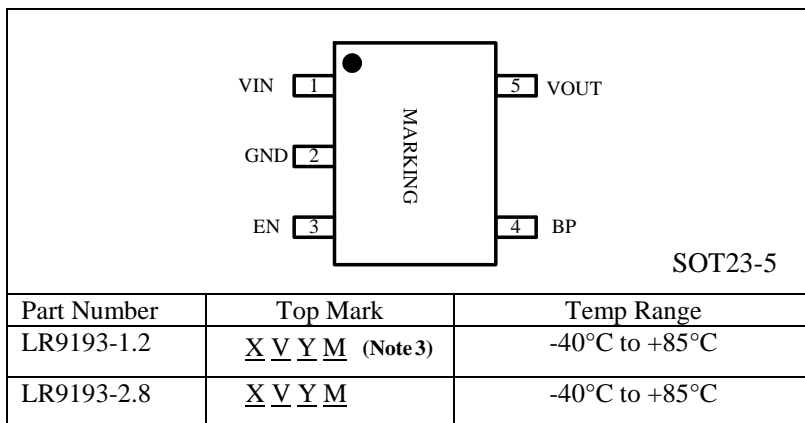 VIN 1 5 VOUT
MARKING
GND 2
EN 3 4 BP
SOT23-5
Part Number Top Mark Temp Range
LR9193-1.2 X V Y M (Note 3) -40°C to +85°C
LR9193-2.8 X V Y M -40°C to +85°C